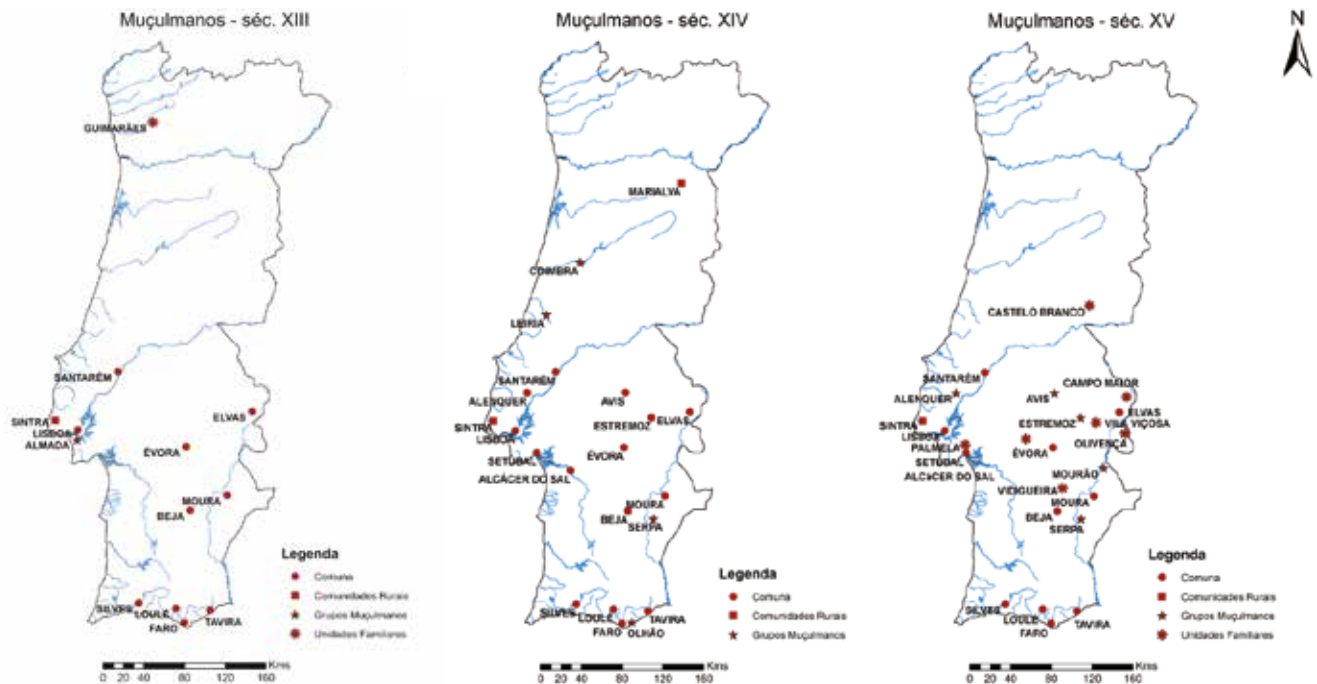 Muçulmanos - séc. XIII
GUIMARÃES
SANTARÉM
SINTRA
LISBOA
ALMADA
ELVAS
ÉVORA
MOURA
BEJA
SILVES
LOULÉ
FARO
TAVIRA
Legenda
Comuna
Comunidades Rurais
Grupos Muçulmanos
Unidades Familiares
0 20 40 80 120 160
Kms
Muçulmanos - séc. XIV
MARIALVA
COIMBRA
LEIRIA
SANTARÉM
ALENQUER
AVIS
SINTRA
LISBOA
ESTREMOZ
ELVAS
SETÚBAL
ÉVORA
ALCÁCER DO SAL
MOURA
BEJA
SERPA
SILVES
LOULÉ
FARO
OLHÃO
TAVIRA
Legenda
Comuna
Comunidades Rurais
Grupos Muçulmanos
0 20 40 80 120 160
Kms
Muçulmanos - séc. XV
N
CASTELO BRANCO
SANTARÉM
ALENQUER
AVIS
CAMPO MAIOR
SINTRA
LISBOA
ESTREMOZ
ELVAS
VILA VIÇOSA
PALMELA
OLIVENÇA
SETÚBAL
ÉVORA
ALCÁCER DO SAL
MOURÃO
VIDIGUEIRA
MOURA
BEJA
SERPA
SILVES
LOULÉ
FARO
TAVIRA
Legenda
Comuna
Comunidades Rurais
Grupos Muçulmanos
Unidades Familiares
0 20 40 80 120 160
Kms